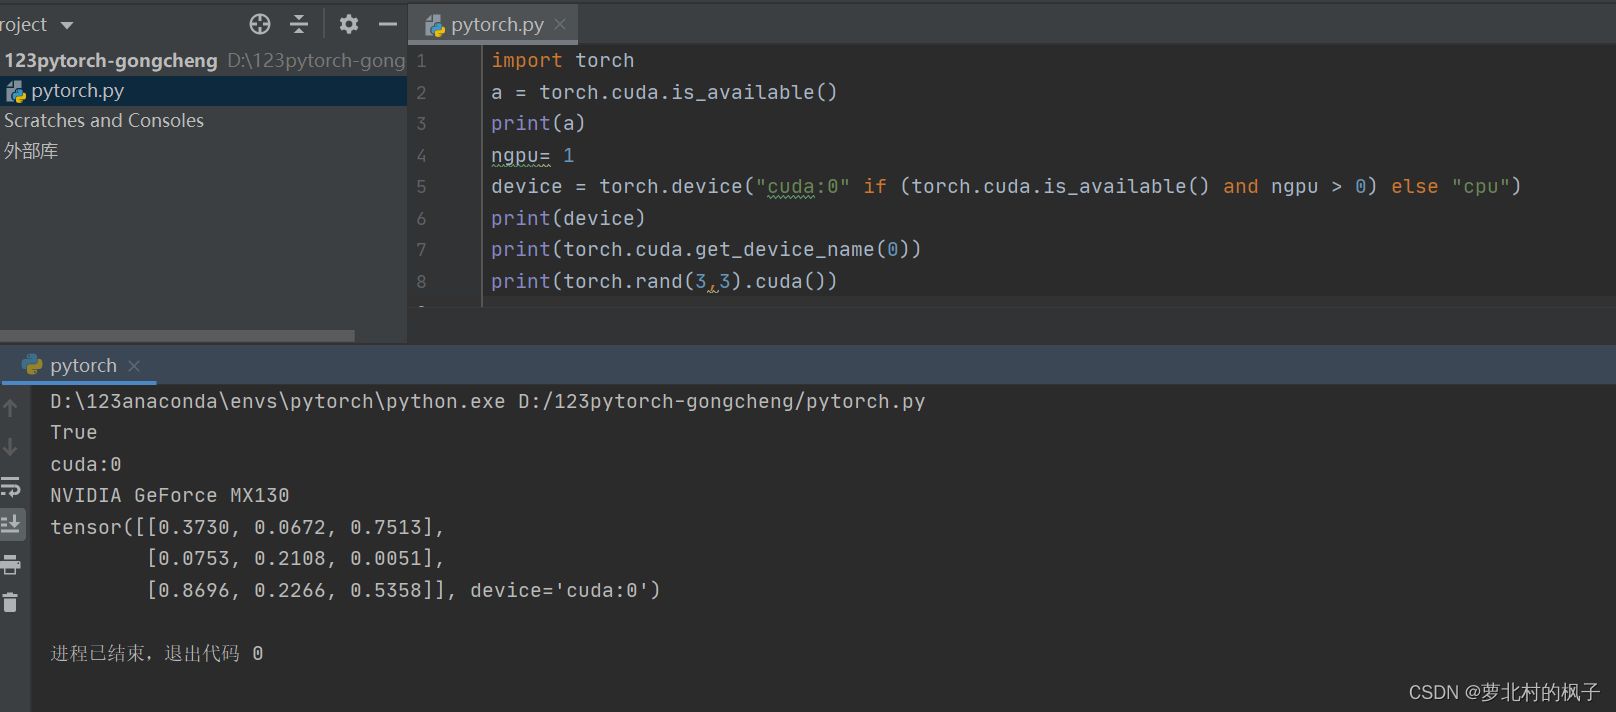 roject
pytorch.py
123pytorch-gongcheng D:\123pytorch-gong
pytorch.py
Scratches and Consoles
外部库
1 import torch
2 a = torch.cuda.is_available()
3 print(a)
4 ngpu= 1
5 device = torch.device("cuda:0" if (torch.cuda.is_available() and ngpu > 0) else "cpu")
6 print(device)
7 print(torch.cuda.get_device_name(0))
8 print(torch.rand(3,3).cuda())
pytorch
D:\123anaconda\envs\pytorch\python.exe D:/123pytorch-gongcheng/pytorch.py
True
cuda:0
NVIDIA GeForce MX130
tensor([[0.3730, 0.0672, 0.7513],
[0.0753, 0.2108, 0.0051],
[0.8696, 0.2266, 0.5358]], device='cuda:0')
进程已结束，退出代码 0
CSDN @萝北村的枫子